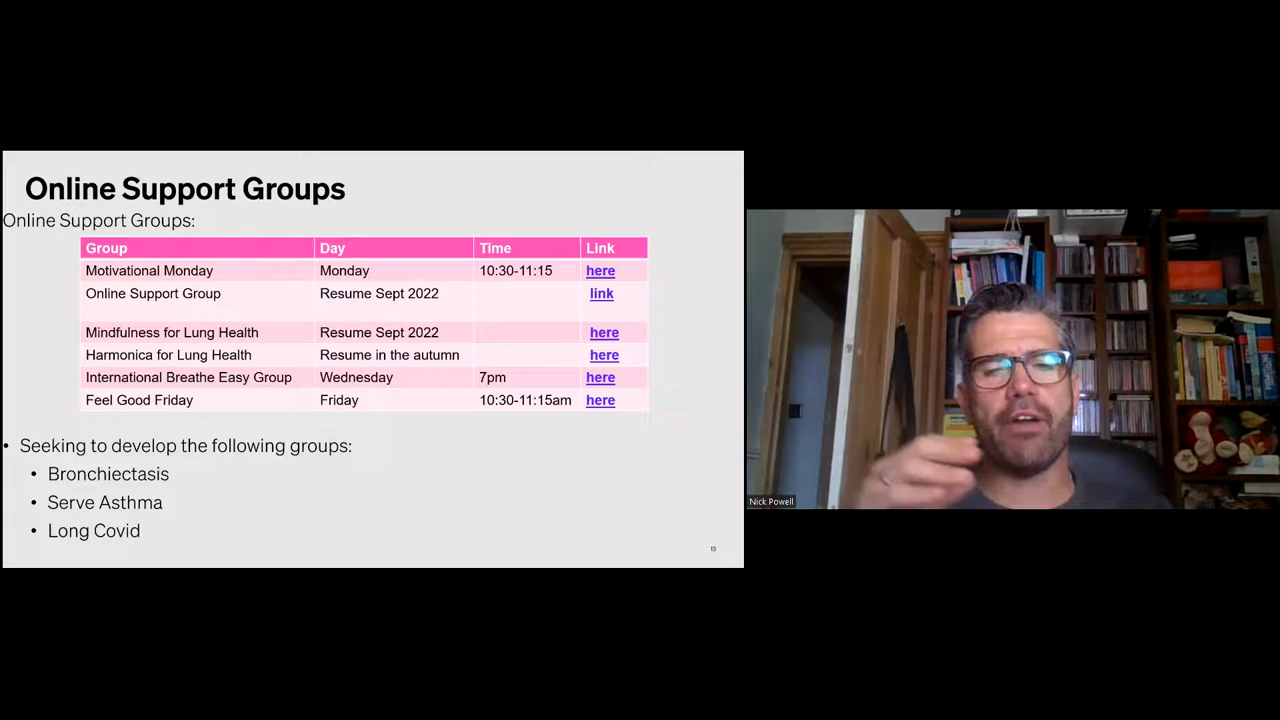 Online Support Groups
Online Support Groups:
Group Day Time Link
Motivational Monday Monday 10:30-11:15 here
Online Support Group Resume Sept 2022 link
Mindfulness for Lung Health Resume Sept 2022 here
Harmonica for Lung Health Resume in the autumn here
International Breathe Easy Group Wednesday 7pm here
Feel Good Friday Friday 10:30-11:15am here
• Seeking to develop the following groups:
• Bronchiectasis
• Serve Asthma
• Long Covid
13
Nick Powell